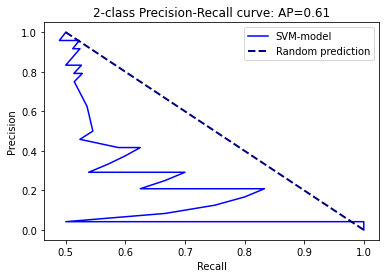 2-class Precision-Recall curve: AP=0.61
SVM-model
Random prediction
Precision
1.0
0.8
0.6
0.4
0.2
0.0
0.5
0.6
0.7
0.8
0.9
1.0
Recall